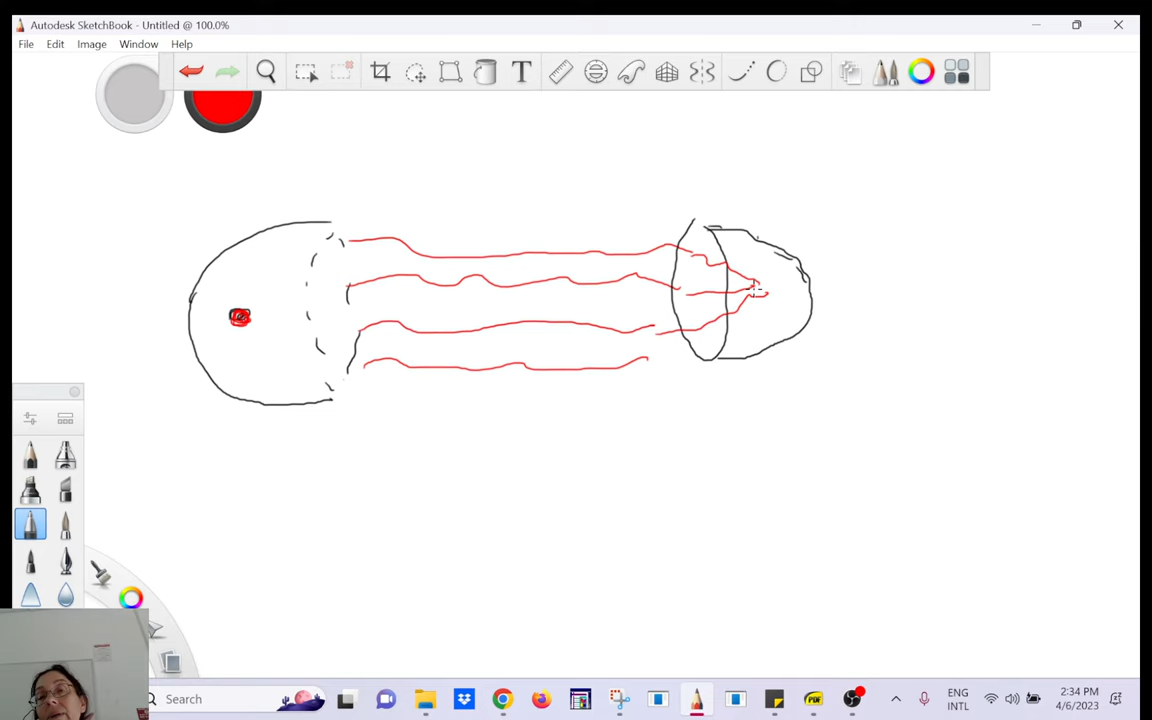 Autodesk SketchBook - Untitled @ 100.0%
File Edit Image Window Help
T
Search
PDF
ENG
INTL
2:34 PM
4/6/2023